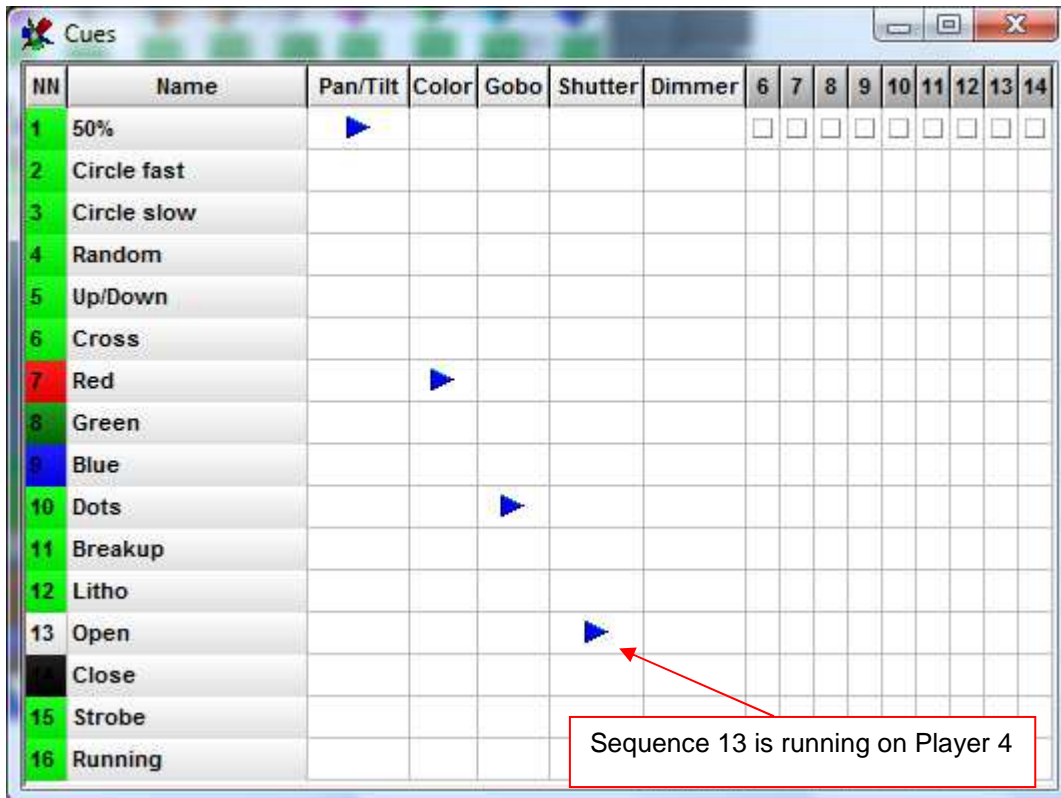 Cues
NN Name Pan/Tilt Color Gobo Shutter Dimmer 6 7 8 9 10 11 12 13 14
1 50%
2 Circle fast
3 Circle slow
4 Random
5 Up/Down
6 Cross
7 Red
8 Green
9 Blue
10 Dots
11 Breakup
12 Litho
13 Open
14 Close
15 Strobe
16 Running
Sequence 13 is running on Player 4